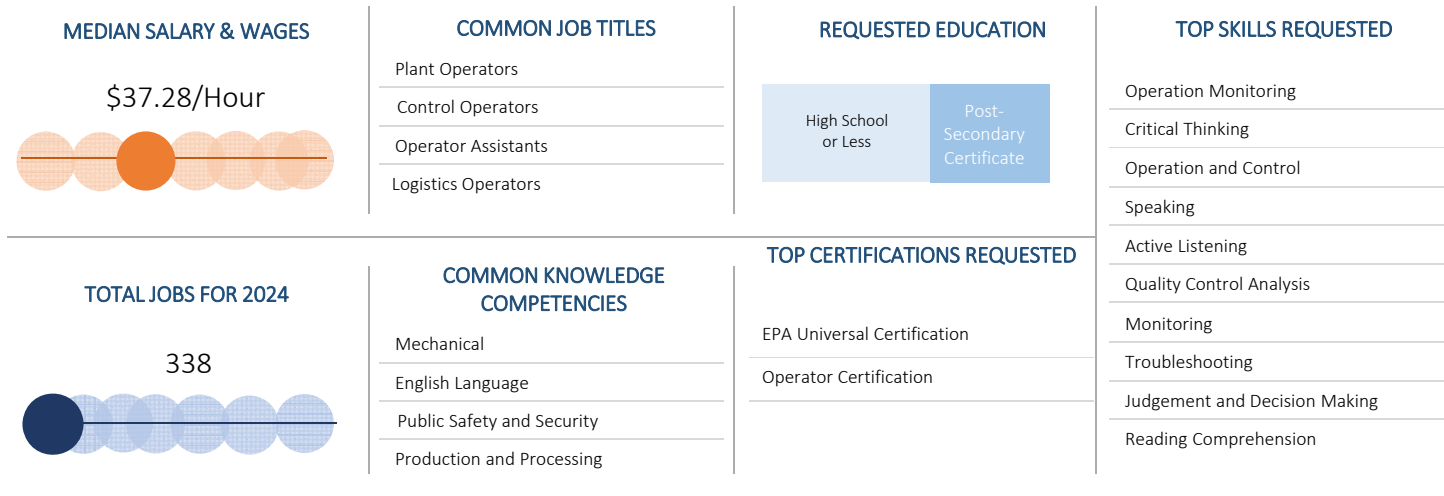 MEDIAN SALARY & WAGES
$37.28/Hour
COMMON JOB TITLES
Plant Operators
Control Operators
Operator Assistants
Logistics Operators
REQUESTED EDUCATION
High School
or Less
Post-
Secondary
Certificate
TOP SKILLS REQUESTED
Operation Monitoring
Critical Thinking
Operation and Control
Speaking
Active Listening
Quality Control Analysis
Monitoring
Troubleshooting
Judgement and Decision Making
Reading Comprehension
TOTAL JOBS FOR 2024
338
COMMON KNOWLEDGE
COMPETENCIES
Mechanical
English Language
Public Safety and Security
Production and Processing
TOP CERTIFICATIONS REQUESTED
EPA Universal Certification
Operator Certification